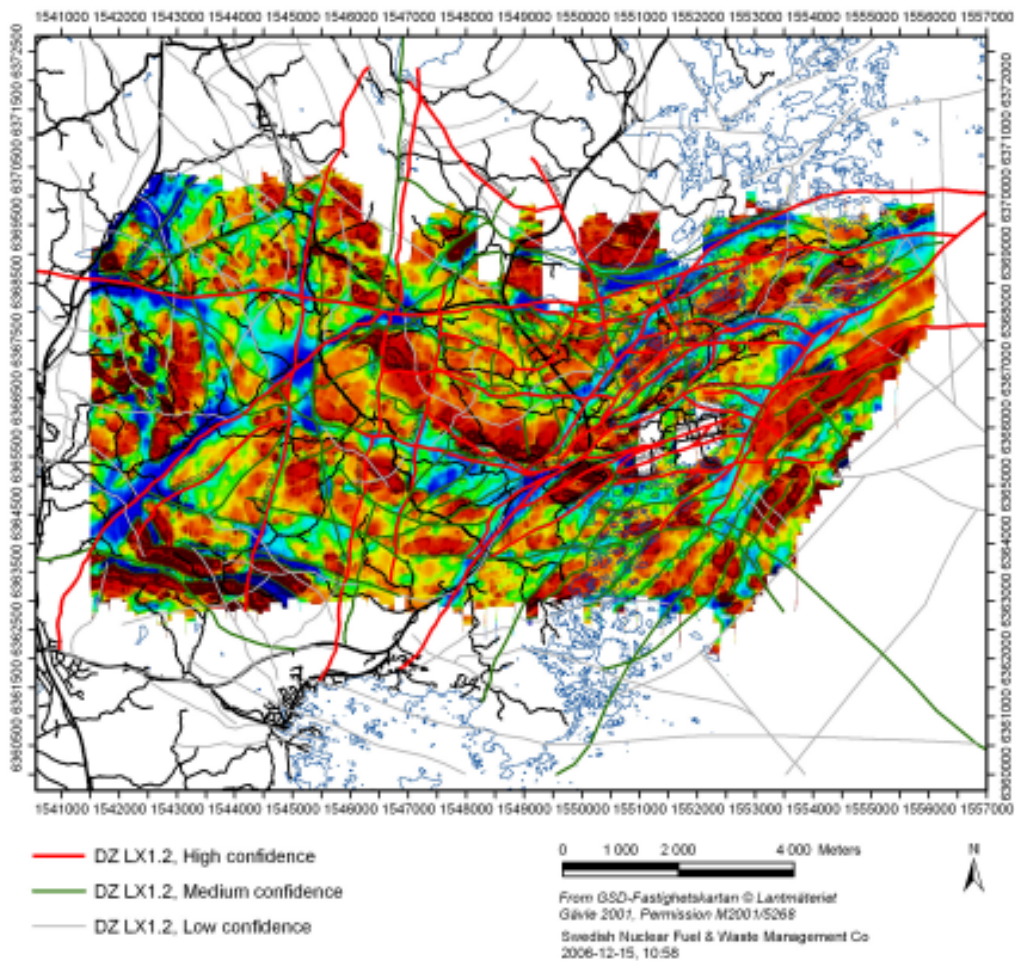 1541000 1542000 1543000 1544000 1545000 1546000 1547000 1548000 1549000 1550000 1551000 1552000 1553000 1554000 1555000 1556000 1557000
6372500 6371500 6370500 6369500 6368500 6367500 6366500 6365500 6364500 6363500 6362500 6361500 6360500
6372000 6371000 6370000 6369000 6368000 6367000 6366000 6365000 6364000 6363000 6362000 6361000 6360000
1541000 1542000 1543000 1544000 1545000 1546000 1547000 1548000 1549000 1550000 1551000 1552000 1553000 1554000 1555000 1556000 1557000
DZ LX1.2, High confidence
DZ LX1.2, Medium confidence
DZ LX1.2, Low confidence
0 1 000 2 000 4 000 Meters
N
From GSD-Fastighetskartan © Lantmäteriet
Gävle 2001, Permission M2001/5268
Swedish Nuclear Fuel & Waste Management Co
2006-12-15, 10:58